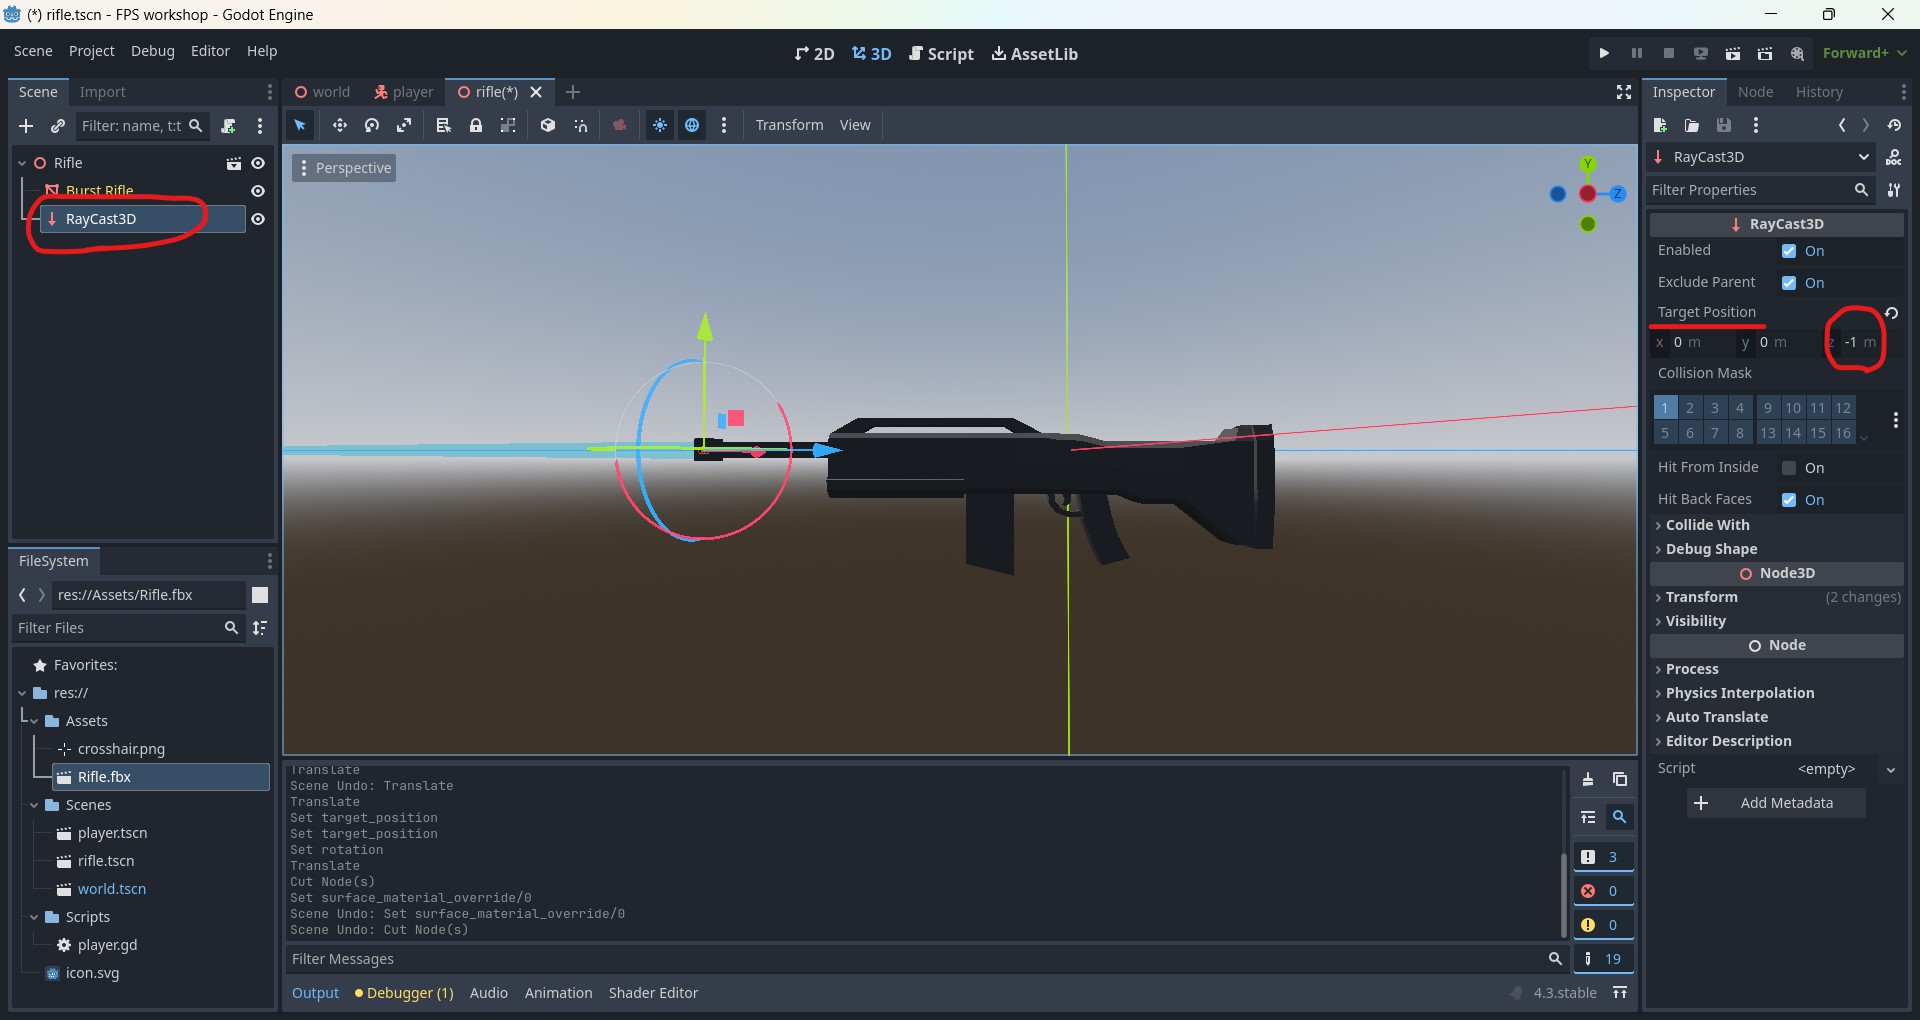 (*) rifle.tscn - FPS workshop - Godot Engine
Scene Project Debug Editor Help
2D 3D Script AssetLib
Forward+
Scene Import
Filter: name, t:t
Rifle
Burst Rifle
RayCast3D
FileSystem
res://Assets/Rifle.fbx
Filter Files
Favorites:
res://
Assets
crosshair.png
Rifle.fbx
Scenes
player.tscn
rifle.tscn
world.tscn
Scripts
player.gd
icon.svg
world player rifle(*)
Transform View
Perspective
Y
Z
Translate
Scene Undo: Translate
Translate
Set target_position
Set target_position
Set rotation
Translate
Cut Node(s)
Set surface_material_override/0
Scene Undo: Set surface_material_override/0
Scene Undo: Cut Node(s)
Filter Messages
3
0
0
19
Output Debugger (1) Audio Animation Shader Editor
4.3.stable
Inspector Node History
RayCast3D
DOC
Filter Properties
RayCast3D
Enabled On
Exclude Parent On
Target Position
x 0 m y 0 m z -1 m
Collision Mask
1 2 3 4 9 10 11 12
5 6 7 8 13 14 15 16
Hit From Inside On
Hit Back Faces On
Collide With
Debug Shape
Node3D
Transform (2 changes)
Visibility
Node
Process
Physics Interpolation
Auto Translate
Editor Description
Script <empty>
Add Metadata